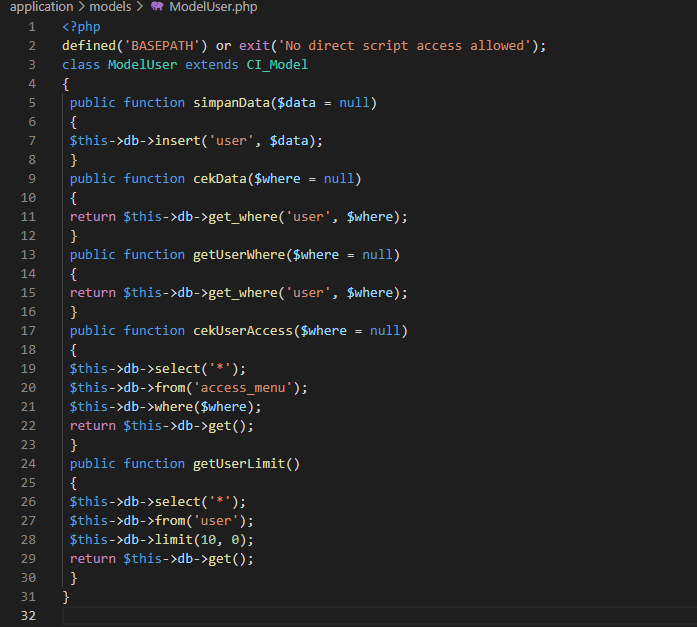 application > models > ModelUser.php
1 <?php
2 defined('BASEPATH') or exit('No direct script access allowed');
3 class ModelUser extends CI_Model
4 {
5 public function simpanData($data = null)
6 {
7 $this->db->insert('user', $data);
8 }
9 public function cekData($where = null)
10 {
11 return $this->db->get_where('user', $where);
12 }
13 public function getUserWhere($where = null)
14 {
15 return $this->db->get_where('user', $where);
16 }
17 public function cekUserAccess($where = null)
18 {
19 $this->db->select('*');
20 $this->db->from('access_menu');
21 $this->db->where($where);
22 return $this->db->get();
23 }
24 public function getUserLimit()
25 {
26 $this->db->select('*');
27 $this->db->from('user');
28 $this->db->limit(10, 0);
29 return $this->db->get();
30 }
31 }
32